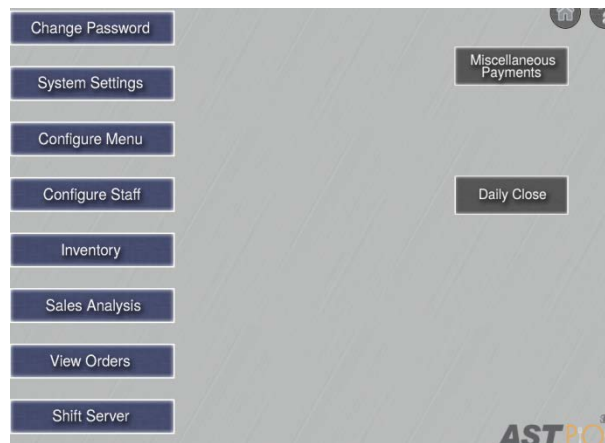 Change Password
System Settings
Configure Menu
Configure Staff
Inventory
Sales Analysis
View Orders
Shift Server
Miscellaneous
Payments
Daily Close